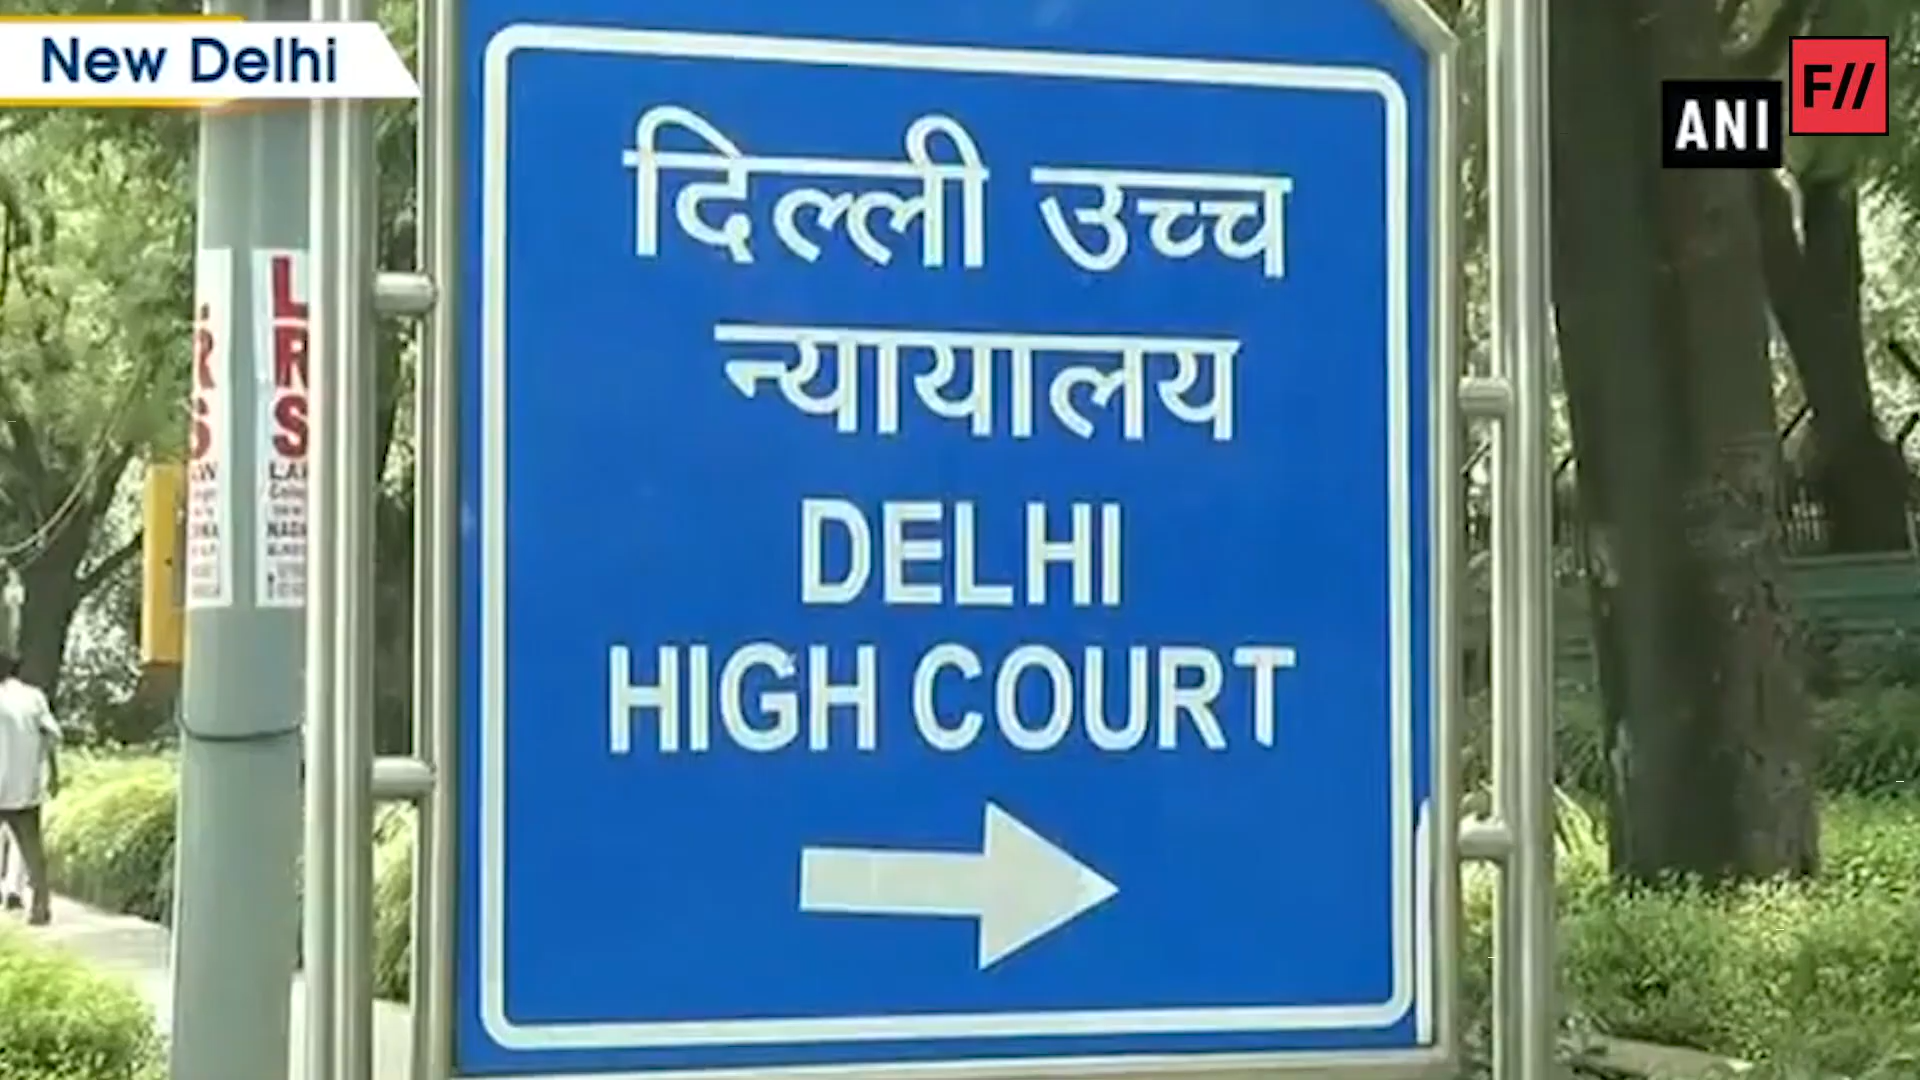 New Delhi
ANI
F//
दिल्ली उच्च
न्यायालय
DELHI
HIGH COURT
L
R
S